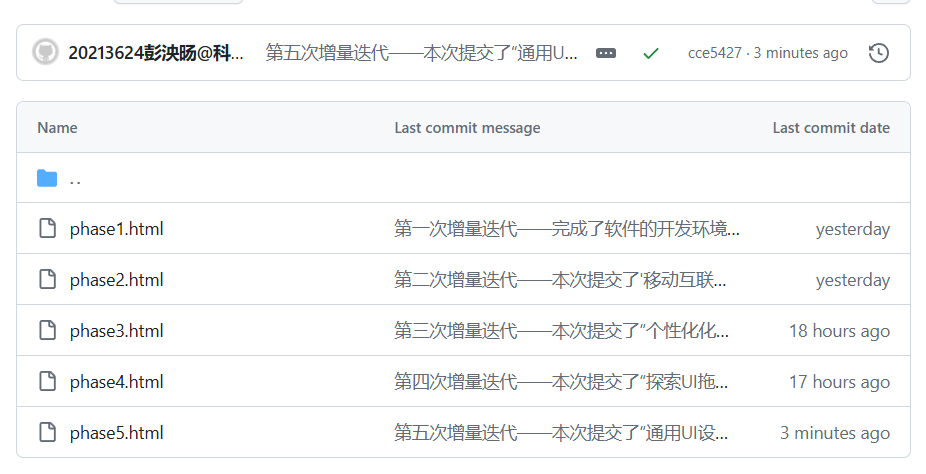 20213624彭泱旸@科... 第五次增量迭代——本次提交了“通用U... cce5427 · 3 minutes ago
Name Last commit message Last commit date
..
phase1.html 第一次增量迭代——完成了软件的开发环境... yesterday
phase2.html 第二次增量迭代——本次提交了'移动互联... yesterday
phase3.html 第三次增量迭代——本次提交了“个性化化... 18 hours ago
phase4.html 第四次增量迭代——本次提交了“探索UI拖... 17 hours ago
phase5.html 第五次增量迭代——本次提交了“通用UI设... 3 minutes ago